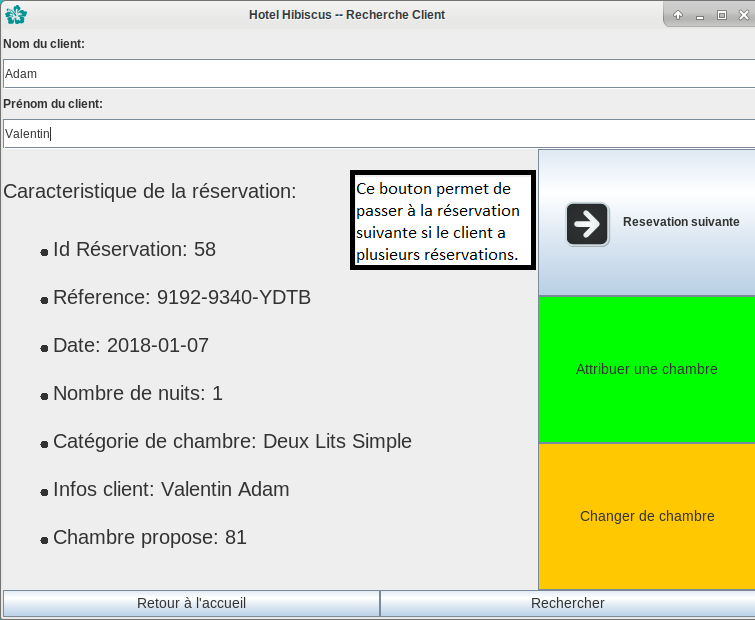 Hotel Hibiscus -- Recherche Client
Nom du client:
Adam
Prénom du client:
Valentin
Caracteristique de la réservation:
Id Réservation: 58
Réference: 9192-9340-YDTB
Date: 2018-01-07
Nombre de nuits: 1
Catégorie de chambre: Deux Lits Simple
Infos client: Valentin Adam
Chambre propose: 81
Ce bouton permet de
passer à la réservation
suivante si le client a
plusieurs réservations.
Resevation suivante
Attribuer une chambre
Changer de chambre
Retour à l'accueil
Rechercher